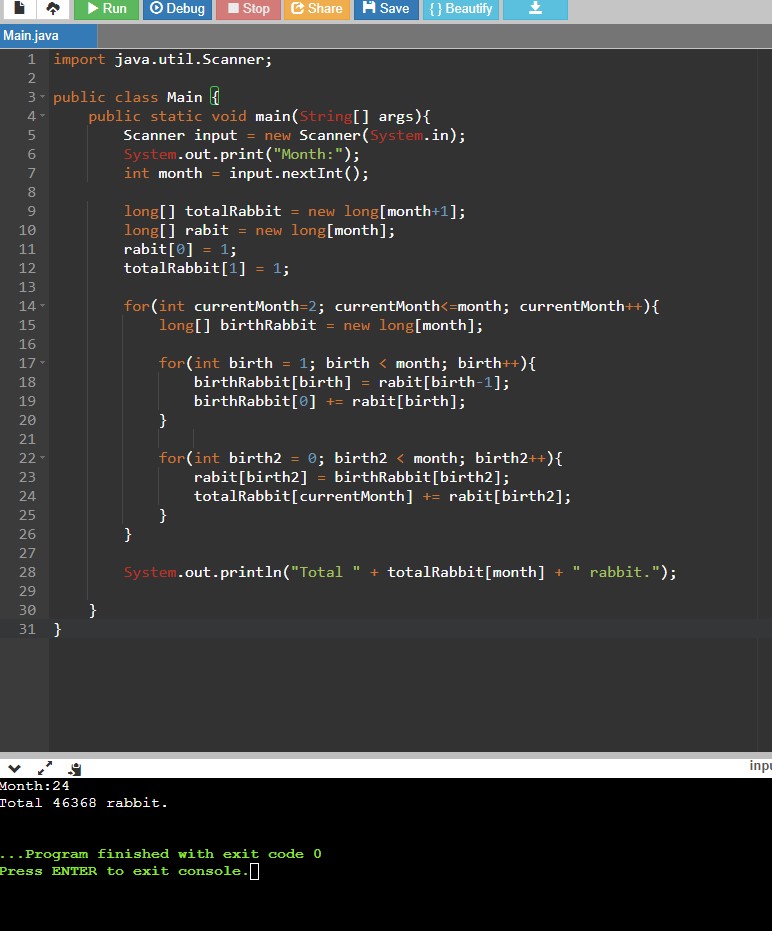 Run Debug Stop Share Save { } Beautify
Main.java
1 import java.util.Scanner;
2
3 public class Main {
4 public static void main(String[] args){
5 Scanner input = new Scanner(System.in);
6 System.out.print("Month:");
7 int month = input.nextInt();
8
9 long[] totalRabbit = new long[month+1];
10 long[] rabit = new long[month];
11 rabit[0] = 1;
12 totalRabbit[1] = 1;
13
14 for(int currentMonth=2; currentMonth<=month; currentMonth++){
15 long[] birthRabbit = new long[month];
16
17 for(int birth = 1; birth < month; birth++){
18 birthRabbit[birth] = rabit[birth-1];
19 birthRabbit[0] += rabit[birth];
20 }
21
22 for(int birth2 = 0; birth2 < month; birth2++){
23 rabit[birth2] = birthRabbit[birth2];
24 totalRabbit[currentMonth] += rabit[birth2];
25 }
26 }
27
28 System.out.println("Total " + totalRabbit[month] + " rabbit.");
29
30 }
31 }
inpu
Month:24
Total 46368 rabbit.
...Program finished with exit code 0
Press ENTER to exit console.